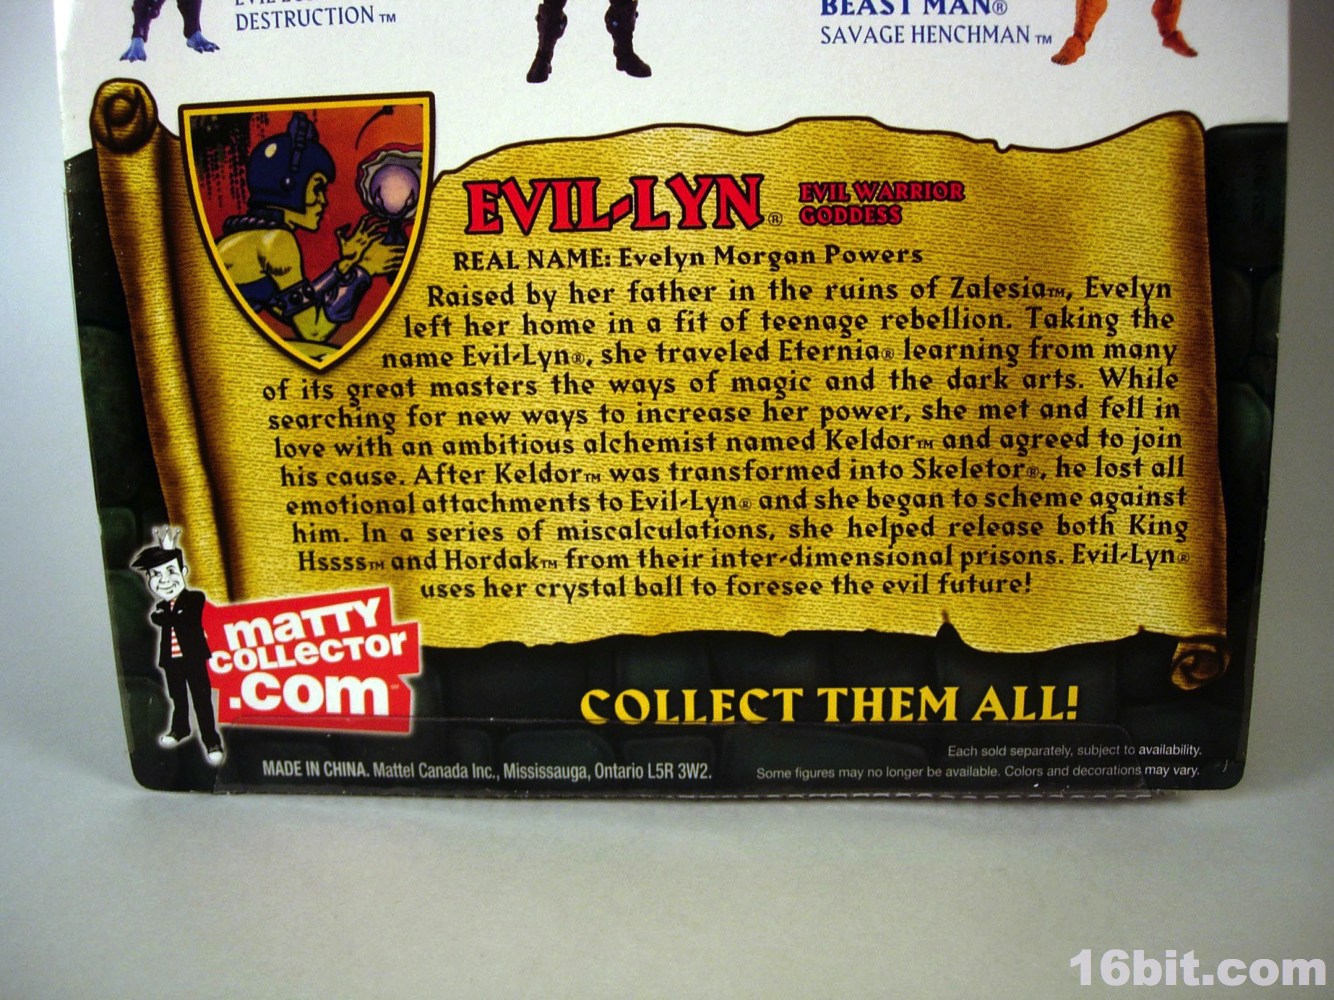 DESTRUCTION™
BEAST MAN®
SAVAGE HENCHMAN™
EVIL-LYN® EVIL WARRIOR
GODDESS
REAL NAME: Evelyn Morgan Powers
Raised by her father in the ruins of Zalesia™, Evelyn
left her home in a fit of teenage rebellion. Taking the
name Evil-Lyn®, she traveled Eternia® learning from many
of its great masters the ways of magic and the dark arts. While
searching for new ways to increase her power, she met and fell in
love with an ambitious alchemist named Keldor™ and agreed to join
his cause. After Keldor™ was transformed into Skeletor®, he lost all
emotional attachments to Evil-Lyn® and she began to scheme against
him. In a series of miscalculations, she helped release both King
Hssss™ and Hordak™ from their inter-dimensional prisons. Evil-Lyn®
uses her crystal ball to foresee the evil future!
maTTY
COLLeCTOR
.com
COLLECT THEM ALL!
Each sold separately, subject to availability.
MADE IN CHINA. Mattel Canada Inc., Mississauga, Ontario L5R 3W2.
Some figures may no longer be available. Colors and decorations may vary.
16bit.com